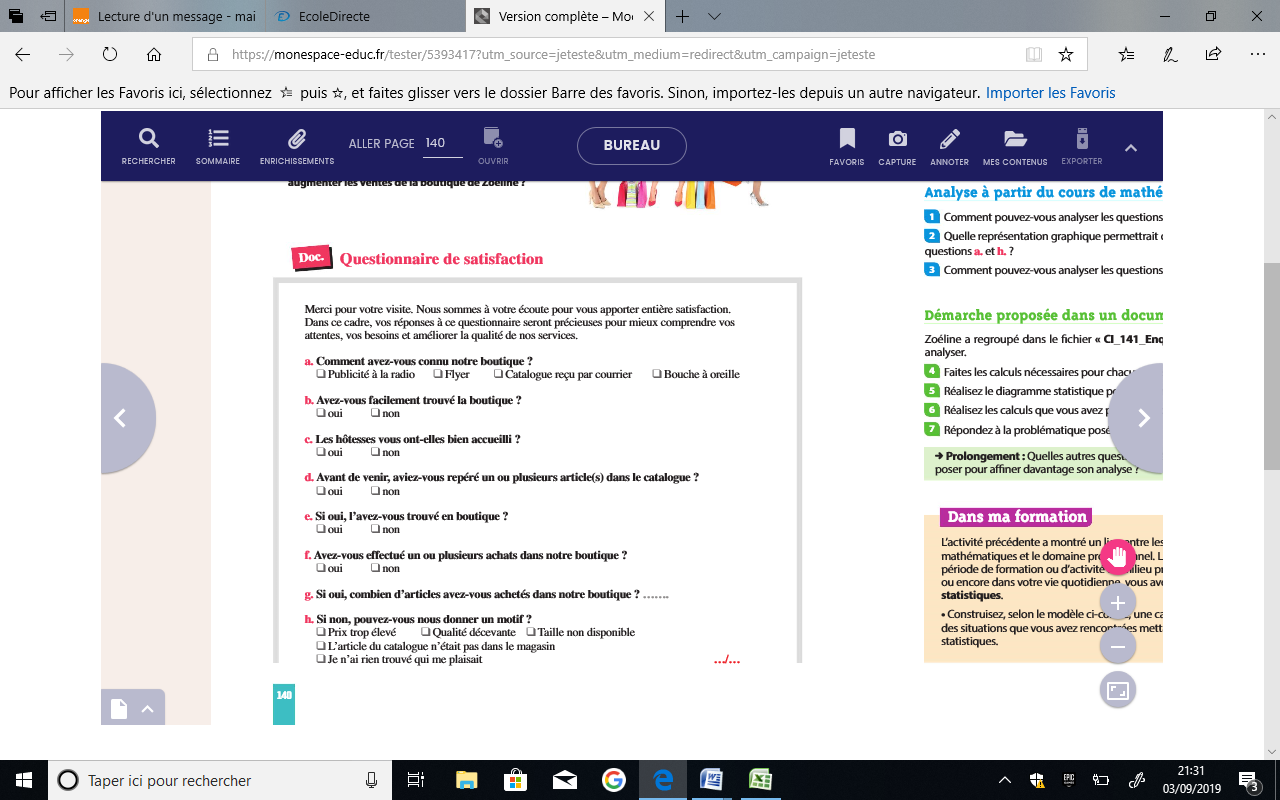 Lecture d'un message - mai
EcoleDirecte
Version complète – Mo
https://monespace-educ.fr/tester/5393417?utm_source=jeteste&utm_medium=redirect&utm_campaign=jeteste
Pour afficher les Favoris ici, sélectionnez puis ☆, et faites glisser vers le dossier Barre des favoris. Sinon, importez-les depuis un autre navigateur. Importer les Favoris
RECHERCHER
SOMMAIRE
ENRICHISSEMENTS
ALLER PAGE 140
OUVRIR
BUREAU
FAVORIS
CAPTURE
ANNOTER
MES CONTENUS
EXPORTER
augmenter les ventes de la boutique de Zoéline ?
Doc. Questionnaire de satisfaction
Merci pour votre visite. Nous sommes à votre écoute pour vous apporter entière satisfaction.
Dans ce cadre, vos réponses à ce questionnaire seront précieuses pour mieux comprendre vos
attentes, vos besoins et améliorer la qualité de nos services.
a. Comment avez-vous connu notre boutique ?
❑ Publicité à la radio ❑ Flyer ❑ Catalogue reçu par courrier ❑ Bouche à oreille
b. Avez-vous facilement trouvé la boutique ?
❑ oui ❑ non
c. Les hôtesses vous ont-elles bien accueilli ?
❑ oui ❑ non
d. Avant de venir, aviez-vous repéré un ou plusieurs article(s) dans le catalogue ?
❑ oui ❑ non
e. Si oui, l'avez-vous trouvé en boutique ?
❑ oui ❑ non
f. Avez-vous effectué un ou plusieurs achats dans notre boutique ?
❑ oui ❑ non
g. Si oui, combien d'articles avez-vous achetés dans notre boutique ? .......
h. Si non, pouvez-vous nous donner un motif ?
❑ Prix trop élevé ❑ Qualité décevante ❑ Taille non disponible
❑ L'article du catalogue n'était pas dans le magasin
❑ Je n'ai rien trouvé qui me plaisait
.../...
140
Analyse à partir du cours de mathé
1 Comment pouvez-vous analyser les questions
2 Quelle représentation graphique permettrait
questions a. et h. ?
3 Comment pouvez-vous analyser les questions
Démarche proposée dans un docum
Zoéline a regroupé dans le fichier « CI_141_Enq
analyser.
4 Faites les calculs nécessaires pour chacu
5 Réalisez le diagramme statistique
6 Réalisez les calculs que vous avez
7 Répondez à la problématique posé
➔ Prolongement : Quelles autres
poser pour affiner davantage son analyse ?
Dans ma formation
L'activité précédente a montré un entre les
mathématiques et le domaine
période de formation ou d'activité
ou encore dans votre vie quotidienne, vous
statistiques.
• Construisez, selon le modèle une
des situations que vous avez rencontrées
statistiques.
Taper ici pour rechercher
EPIC
GAMES
21:31
03/09/2019
3